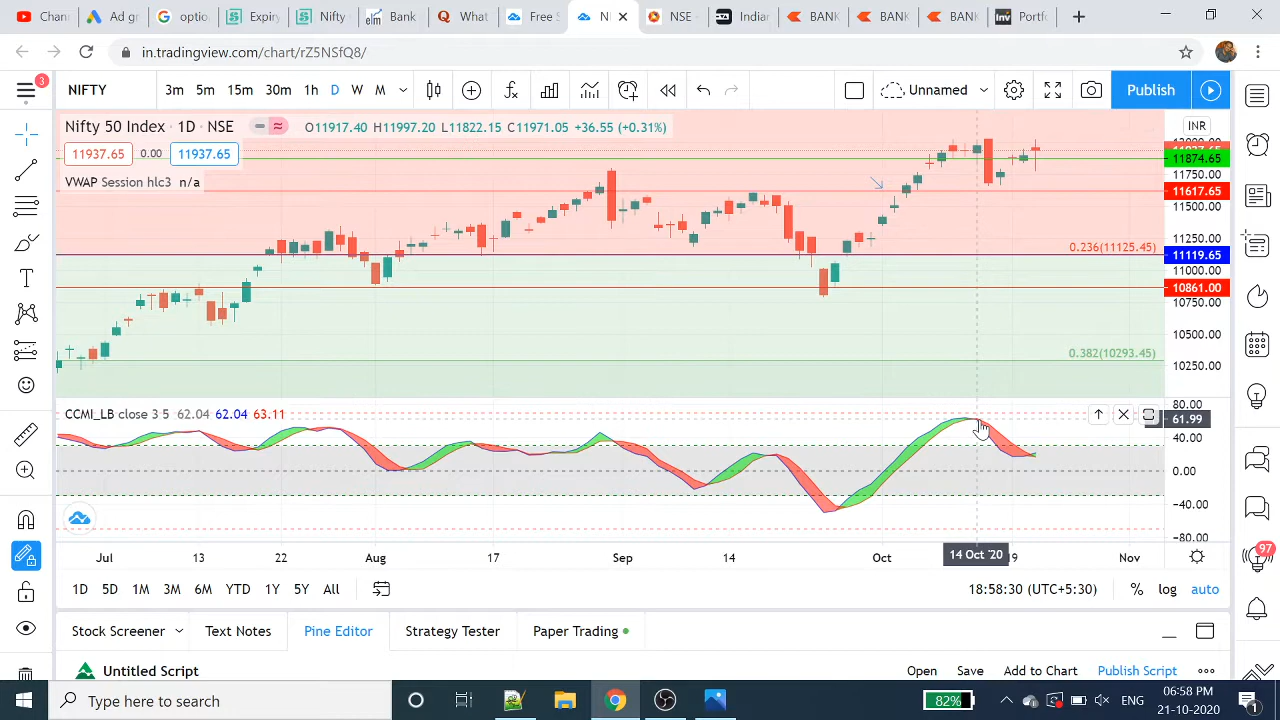 Chann
Ad gr
option
Expiry
Nifty
Bank
What
Free S
NI
NSE
Indian
BANK
BANK
BANK
Portfo
in.tradingview.com/chart/rZ5NSfQ8/
3
NIFTY 3m 5m 15m 30m 1h D W M Unnamed Publish
Nifty 50 Index · 1D · NSE O11917.40 H11997.20 L11822.15 C11971.05 +36.55 (+0.31%) INR
11937.65 0.00 11937.65
VWAP Session hlc3 n/a
11874.65
11750.00
11617.65
11500.00
11250.00
0.236(11125.45)
11119.65
11000.00
10861.00
10750.00
10500.00
0.382(10293.45)
10250.00
CCMI_LB close 3 5 62.04 62.04 63.11
80.00
61.99
40.00
0.00
−40.00
−80.00
97
Jul 13 22 Aug 17 Sep 14 Oct 14 Oct '20 19 Nov
1D 5D 1M 3M 6M YTD 1Y 5Y All 18:58:30 (UTC+5:30) % log auto
Stock Screener Text Notes Pine Editor Strategy Tester Paper Trading
Untitled Script Open Save Add to Chart Publish Script
Type here to search 82% ENG 06:58 PM
21-10-2020
1